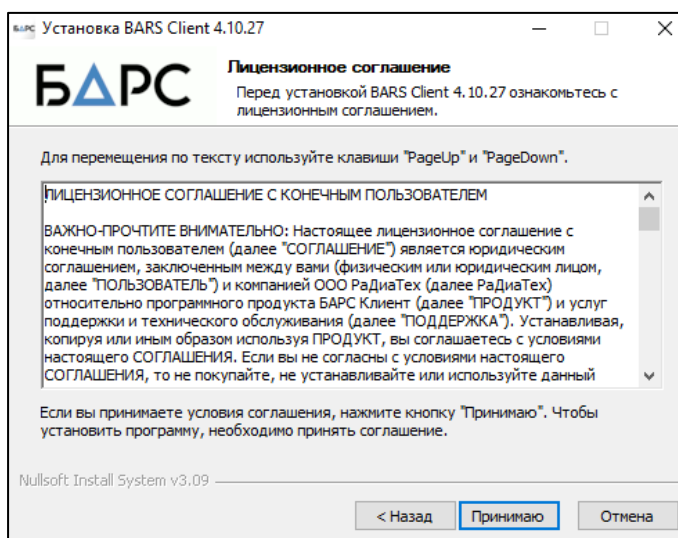 БАРС Установка BARS Client 4.10.27
БАРС
Лицензионное соглашение
Перед установкой BARS Client 4.10.27 ознакомьтесь с
лицензионным соглашением.
Для перемещения по тексту используйте клавиши "PageUp" и "PageDown".
ЛИЦЕНЗИОННОЕ СОГЛАШЕНИЕ С КОНЕЧНЫМ ПОЛЬЗОВАТЕЛЕМ
ВАЖНО-ПРОЧТИТЕ ВНИМАТЕЛЬНО: Настоящее лицензионное соглашение с
конечным пользователем (далее "СОГЛАШЕНИЕ") является юридическим
соглашением, заключенным между вами (физическим или юридическим лицом,
далее "ПОЛЬЗОВАТЕЛЬ") и компанией ООО РаДиаТех (далее РаДиаТех)
относительно программного продукта БАРС Клиент (далее "ПРОДУКТ") и услуг
поддержки и технического обслуживания (далее "ПОДДЕРЖКА"). Устанавливая,
копируя или иным образом используя ПРОДУКТ, вы соглашаетесь с условиями
настоящего СОГЛАШЕНИЯ. Если вы не согласны с условиями настоящего
СОГЛАШЕНИЯ, то не покупайте, не устанавливайте или используйте данный
Если вы принимаете условия соглашения, нажмите кнопку "Принимаю". Чтобы
установить программу, необходимо принять соглашение.
Nullsoft Install System v3.09
< Назад Принимаю Отмена